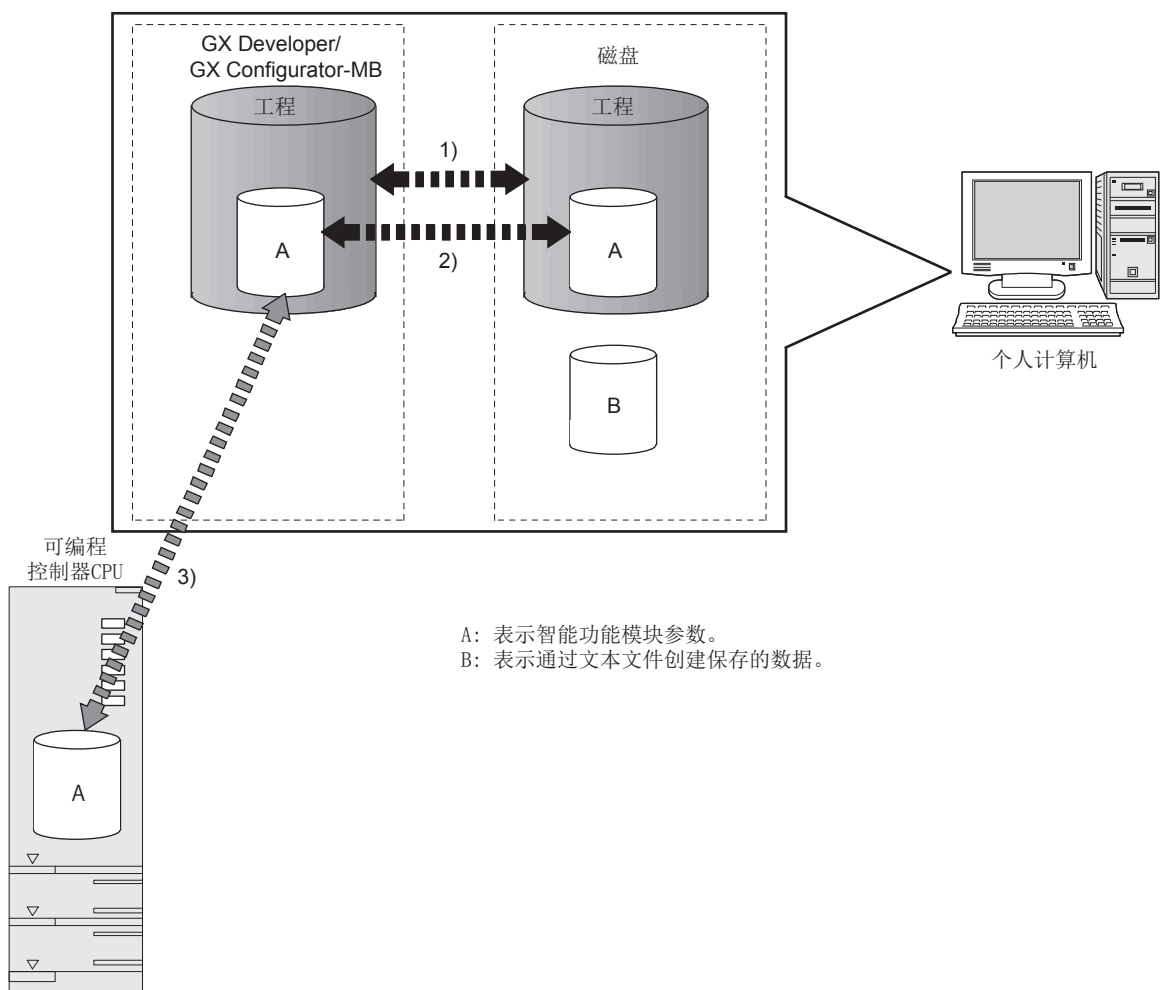 GX Developer/
GX Configurator-MB
磁盘
工程
工程
1)
A
2)
A
B
个人计算机
可编程
控制器CPU
3)
A: 表示智能功能模块参数。
B: 表示通过文本文件创建保存的数据。
A